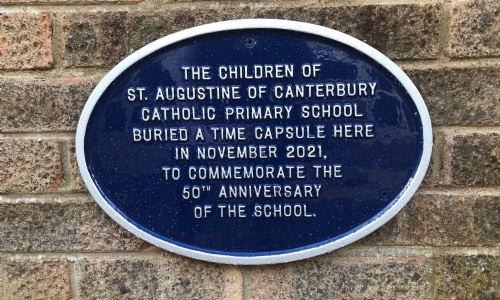 THE CHILDREN OF
ST. AUGUSTINE OF CANTERBURY
CATHOLIC PRIMARY SCHOOL
BURIED A TIME CAPSULE HERE
IN NOVEMBER 2021,
TO COMMEMORATE THE
50TH ANNIVERSARY
OF THE SCHOOL.